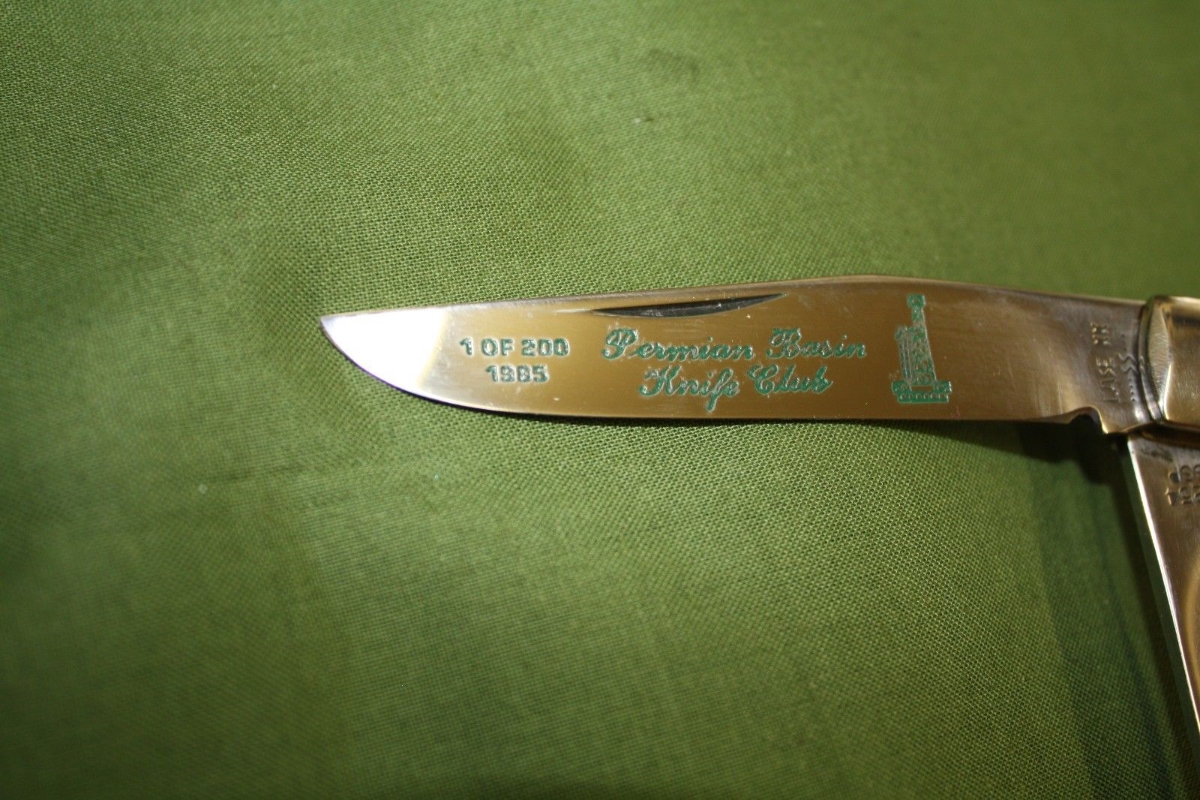 1 OF 200
1985
Permian Basin
Knife Club